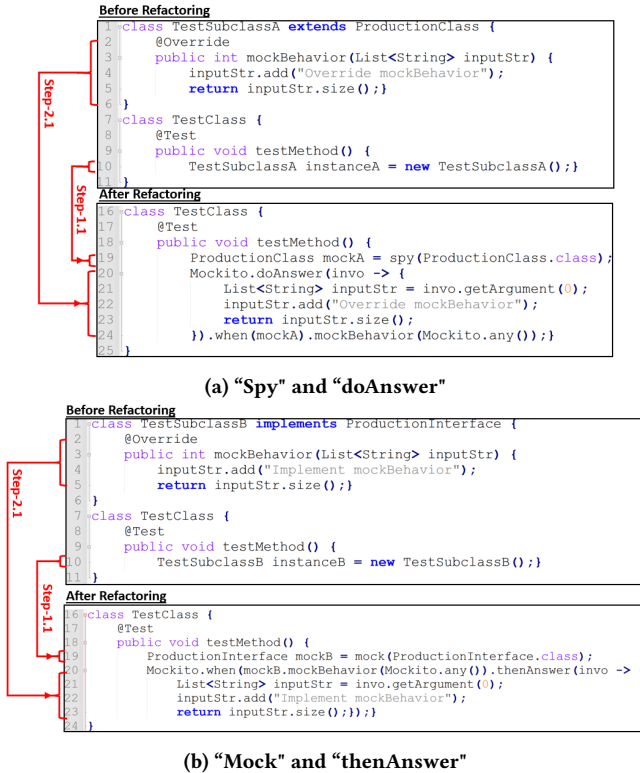 Before Refactoring
1 class TestSubclassA extends ProductionClass {
2 @Override
3 public int mockBehavior(List<String> inputStr) {
4 inputStr.add("Override mockBehavior");
5 return inputStr.size();}
6 }
7 class TestClass {
8 @Test
9 public void testMethod() {
10 TestSubclassA instanceA = new TestSubclassA();}
11 }
Step-2.1
Step-1.1
After Refactoring
16 class TestClass {
17 @Test
18 public void testMethod() {
19 ProductionClass mockA = spy(ProductionClass.class);
20 Mockito.doAnswer(invo -> {
21 List<String> inputStr = invo.getArgument(0);
22 inputStr.add("Override mockBehavior");
23 return inputStr.size();
24 }).when(mockA).mockBehavior(Mockito.any());}
25 }
(a) “Spy" and “doAnswer"
Before Refactoring
1 class TestSubclassB implements ProductionInterface {
2 @Override
3 public int mockBehavior(List<String> inputStr) {
4 inputStr.add("Implement mockBehavior");
5 return inputStr.size();}
6 }
7 class TestClass {
8 @Test
9 public void testMethod() {
10 TestSubclassB instanceB = new TestSubclassB();}
11 }
Step-2.1
Step-1.1
After Refactoring
16 class TestClass {
17 @Test
18 public void testMethod() {
19 ProductionInterface mockB = mock(ProductionInterface.class);
20 Mockito.when(mockB.mockBehavior(Mockito.any()).thenAnswer(invo ->
21 List<String> inputStr = invo.getArgument(0);
22 inputStr.add("Implement mockBehavior");
23 return inputStr.size();});}
24 }
(b) “Mock" and “thenAnswer"